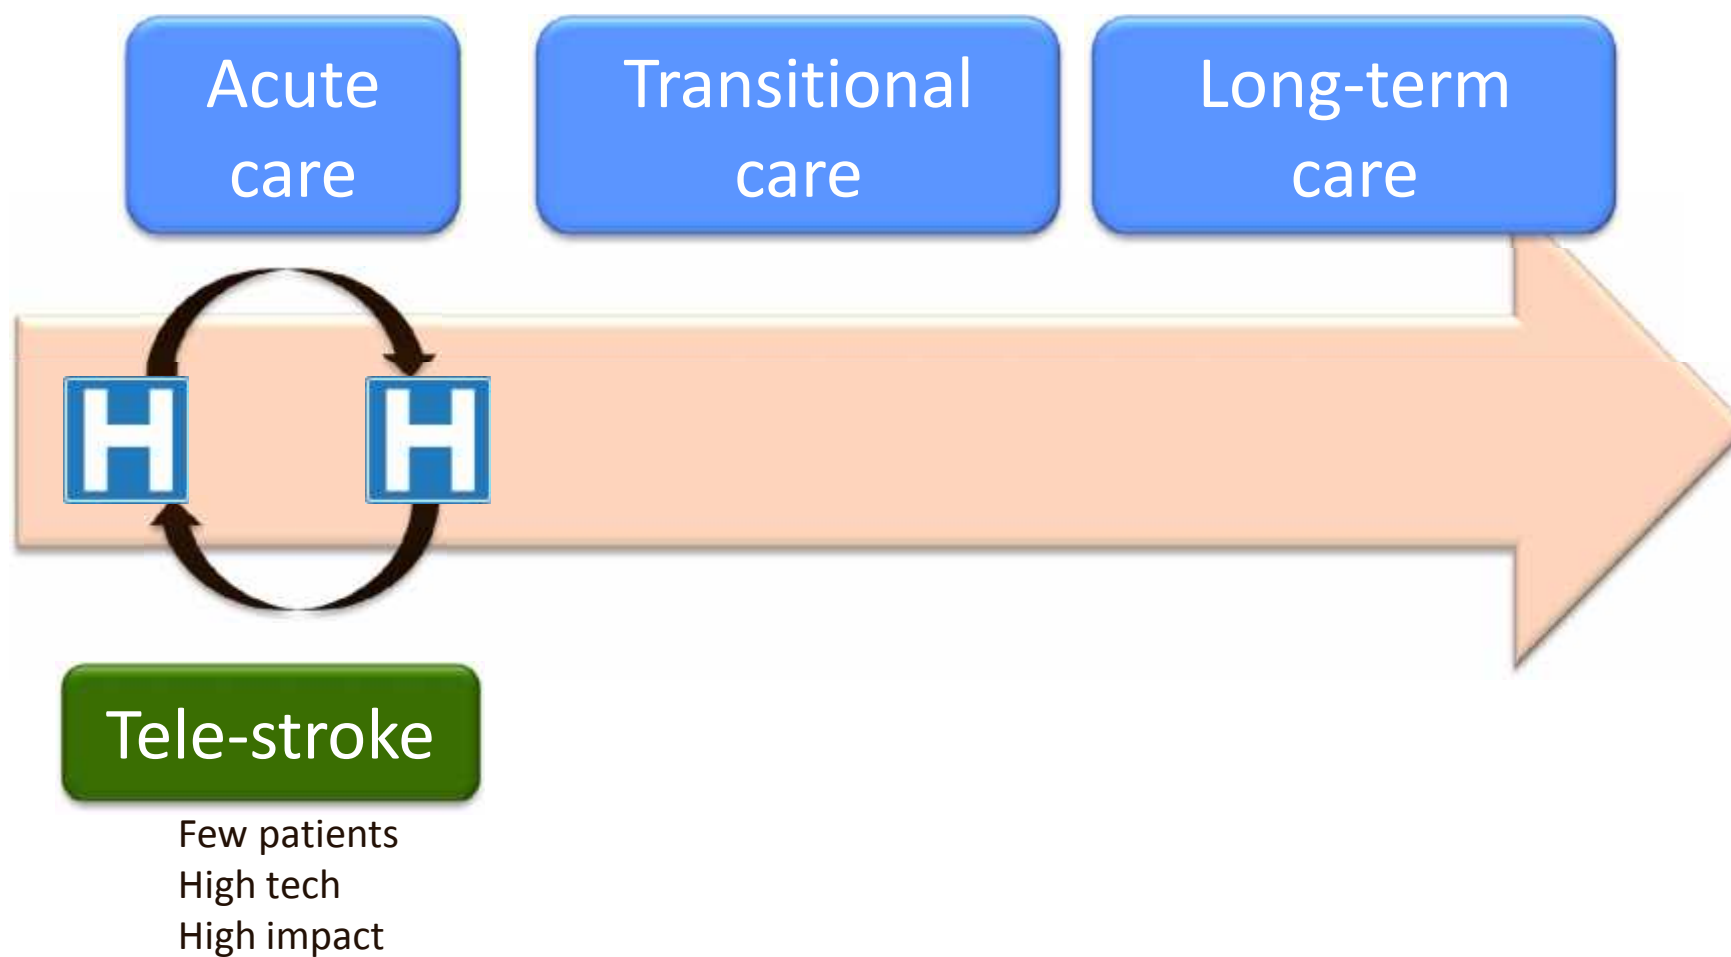 Acute
care
Transitional
care
Long-term
care
H
H
Tele-stroke
Few patients
High tech
High impact